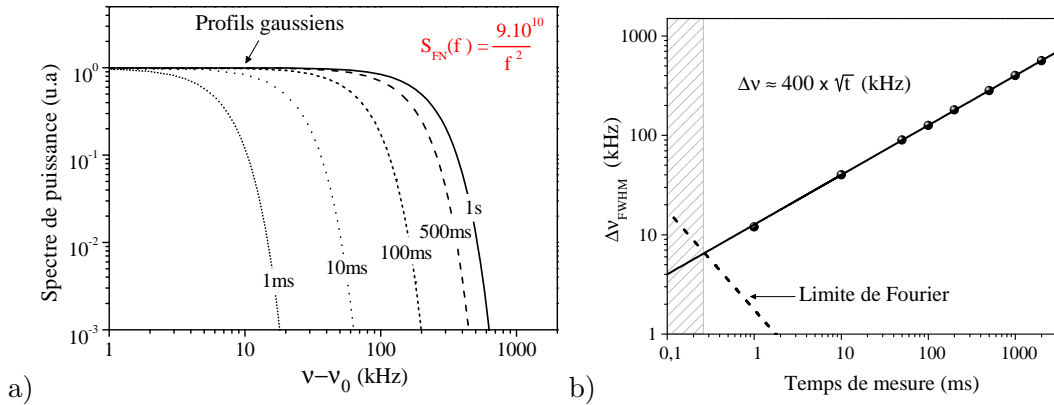 Profils gaussiens
S_FN(f) = 9.10^10 / f^2
Spectre de puissance (u.a)
10^0
10^-1
10^-2
10^-3
1s
500ms
100ms
10ms
1ms
1 10 100 1000
ν−ν_0 (kHz)
a)
Δν ≈ 400 x √t (kHz)
Δν_FWHM (kHz)
1000
100
10
1
Limite de Fourier
0,1 1 10 100 1000
Temps de mesure (ms)
b)